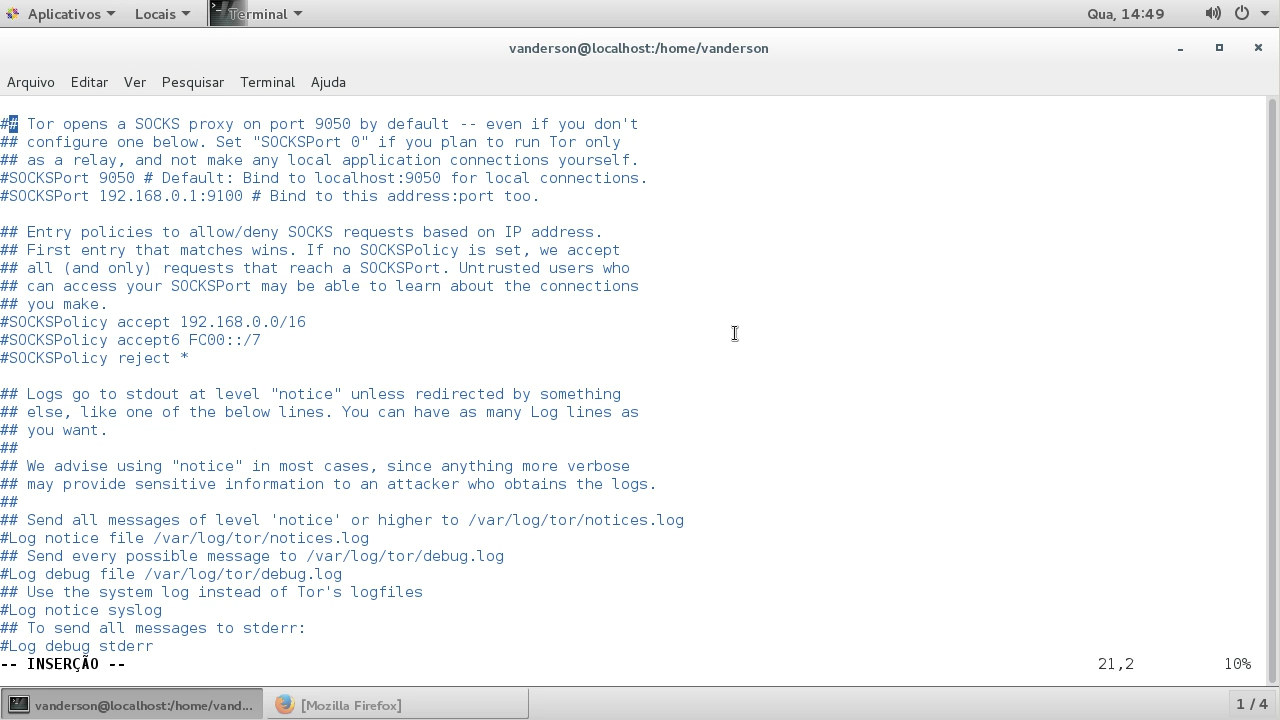 Aplicativos Locais Terminal Qua, 14:49
vanderson@localhost:/home/vanderson
Arquivo Editar Ver Pesquisar Terminal Ajuda
## Tor opens a SOCKS proxy on port 9050 by default -- even if you don't
## configure one below. Set "SOCKSPort 0" if you plan to run Tor only
## as a relay, and not make any local application connections yourself.
#SOCKSPort 9050 # Default: Bind to localhost:9050 for local connections.
#SOCKSPort 192.168.0.1:9100 # Bind to this address:port too.
## Entry policies to allow/deny SOCKS requests based on IP address.
## First entry that matches wins. If no SOCKSPolicy is set, we accept
## all (and only) requests that reach a SOCKSPort. Untrusted users who
## can access your SOCKSPort may be able to learn about the connections
## you make.
#SOCKSPolicy accept 192.168.0.0/16
#SOCKSPolicy accept6 FC00::/7
#SOCKSPolicy reject *
## Logs go to stdout at level "notice" unless redirected by something
## else, like one of the below lines. You can have as many Log lines as
## you want.
##
## We advise using "notice" in most cases, since anything more verbose
## may provide sensitive information to an attacker who obtains the logs.
##
## Send all messages of level 'notice' or higher to /var/log/tor/notices.log
#Log notice file /var/log/tor/notices.log
## Send every possible message to /var/log/tor/debug.log
#Log debug file /var/log/tor/debug.log
## Use the system log instead of Tor's logfiles
#Log notice syslog
## To send all messages to stderr:
#Log debug stderr
-- INSERÇÃO -- 21,2 10%
vanderson@localhost:/home/vand... [Mozilla Firefox] 1 / 4